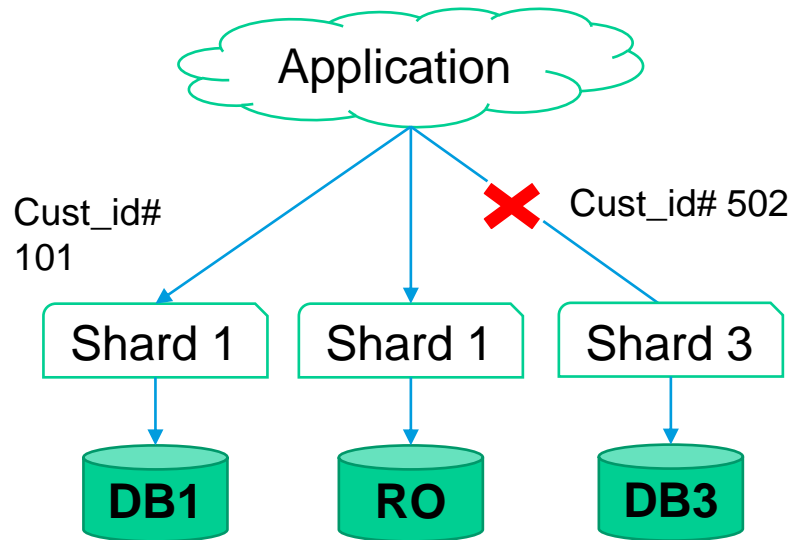 Application
Cust_id#
101
Cust_id# 502
Shard 1
Shard 1
Shard 3
DB1
RO
DB3